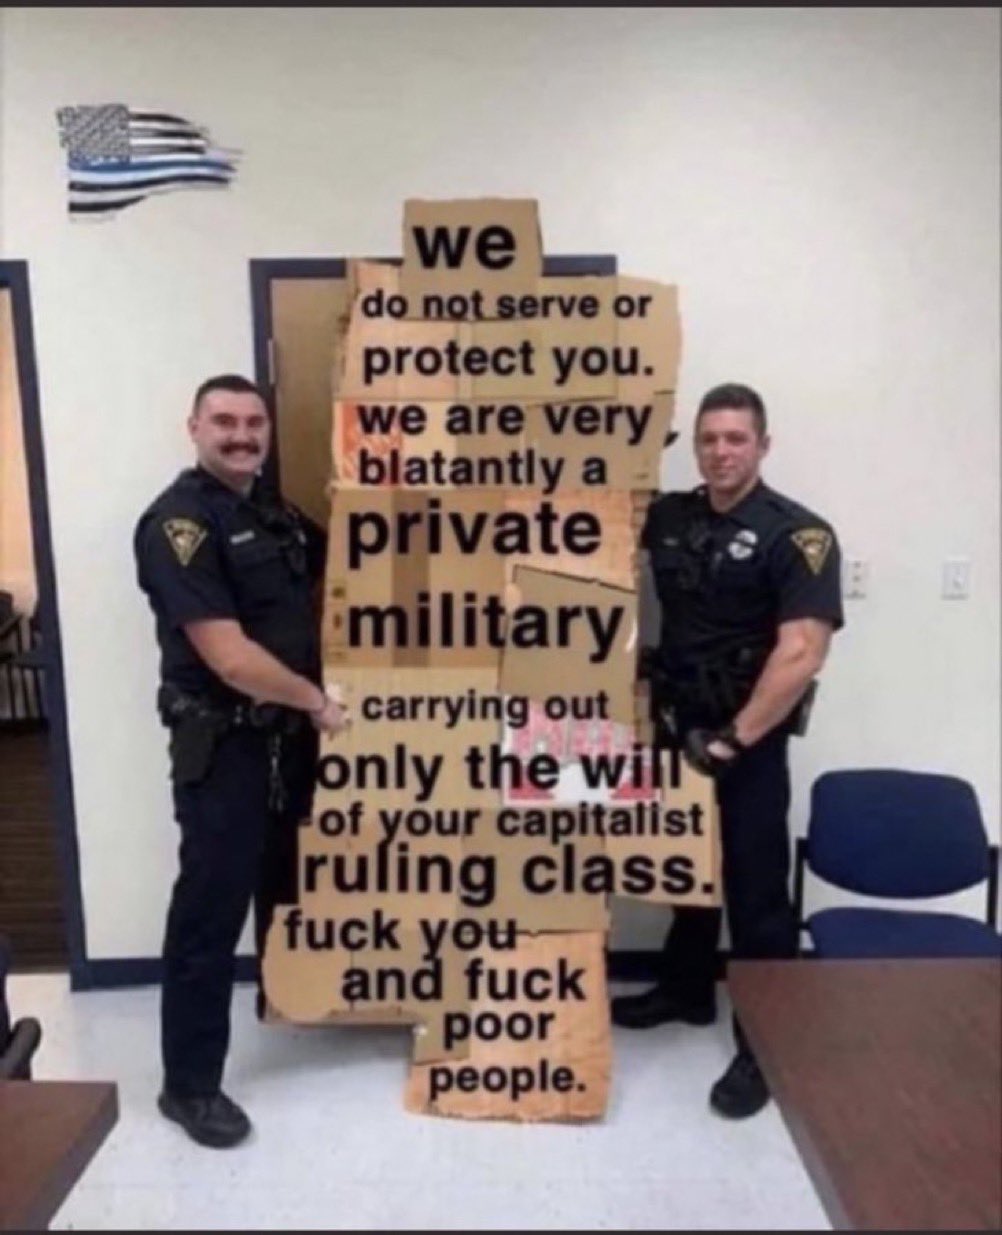 we
do not serve or
protect you.
we are very
blatantly a
private
military
carrying out
only the will
of your capitalist
ruling class.
fuck you
and fuck
poor
people.